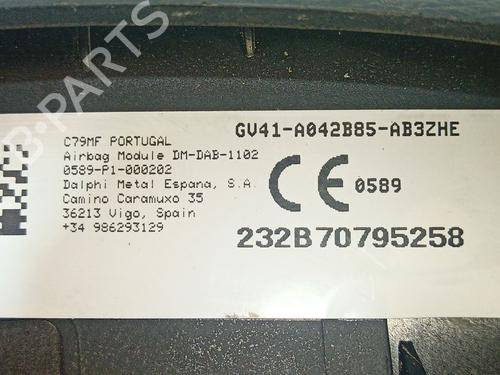 C79MF PORTUGAL
Airbag Module DM-DAB-1102
0589-P1-000202
Dalphi Metal Espana, S.A.
Camino Caramuxo 35
36213 Vigo, Spain
+34 986293129
GV41-A042B85-AB3ZHE
CE 0589
232B70795258
B-PARTS